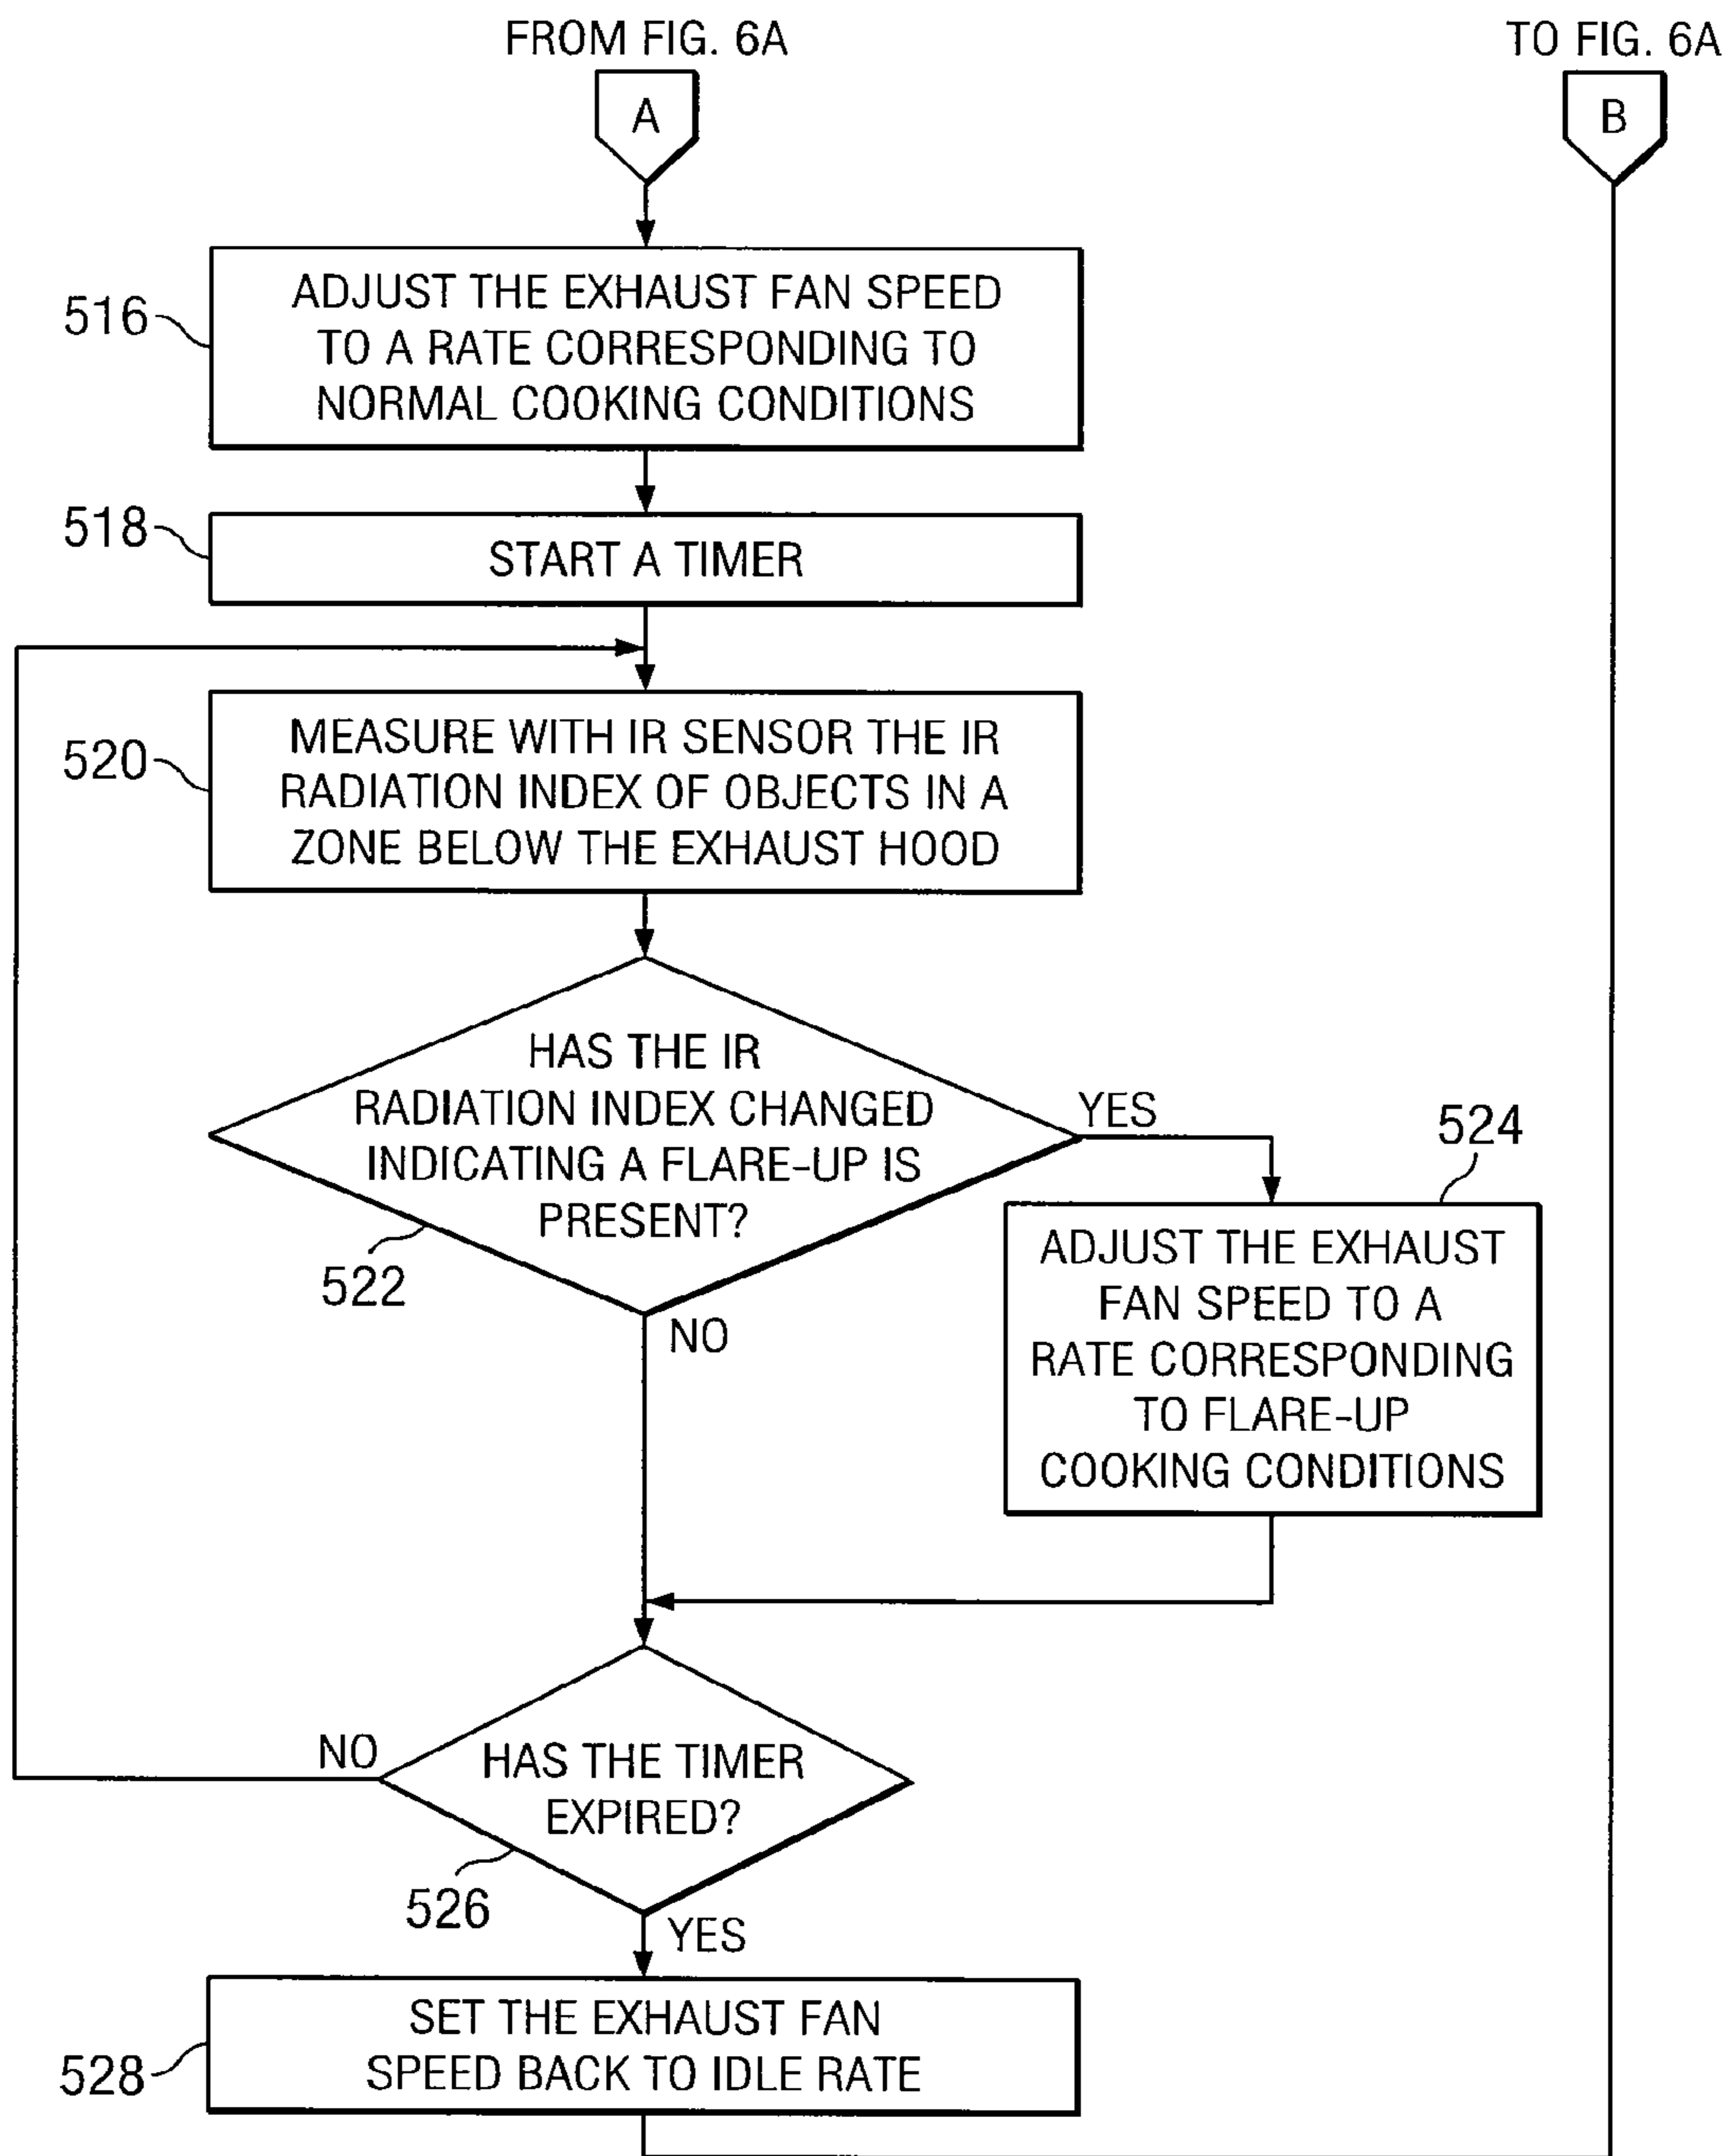 FROM FIG. 6A
TO FIG. 6A
A
B
516
ADJUST THE EXHAUST FAN SPEED
TO A RATE CORRESPONDING TO
NORMAL COOKING CONDITIONS
518
START A TIMER
520
MEASURE WITH IR SENSOR THE IR
RADIATION INDEX OF OBJECTS IN A
ZONE BELOW THE EXHAUST HOOD
HAS THE IR
RADIATION INDEX CHANGED
INDICATING A FLARE-UP IS
PRESENT?
522
YES
NO
524
ADJUST THE EXHAUST
FAN SPEED TO A
RATE CORRESPONDING
TO FLARE-UP
COOKING CONDITIONS
HAS THE TIMER
EXPIRED?
NO
526
YES
528
SET THE EXHAUST FAN
SPEED BACK TO IDLE RATE